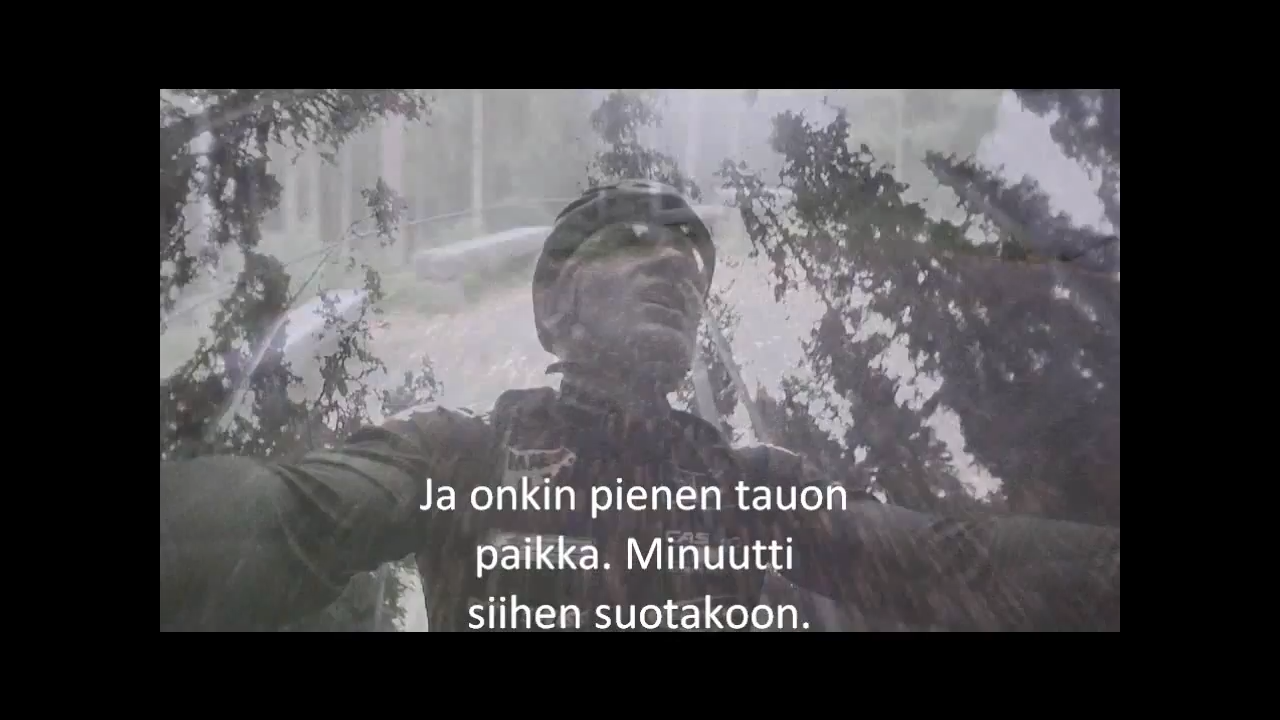 Ja onkin pienen tauon
paikka. Minuutti
siihen suotakoon.